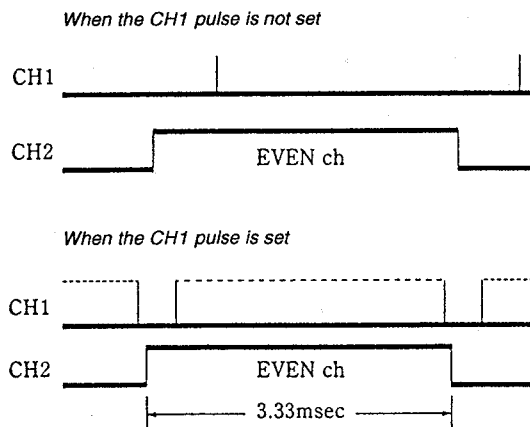 When the CH1 pulse is not set
CH1
CH2
EVEN ch
When the CH1 pulse is set
CH1
CH2
EVEN ch
3.33msec